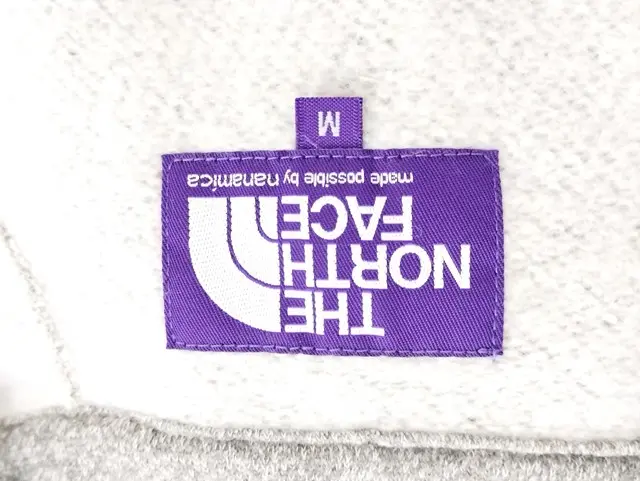 THE
NORTH
FACE
made possible by nanamica
M